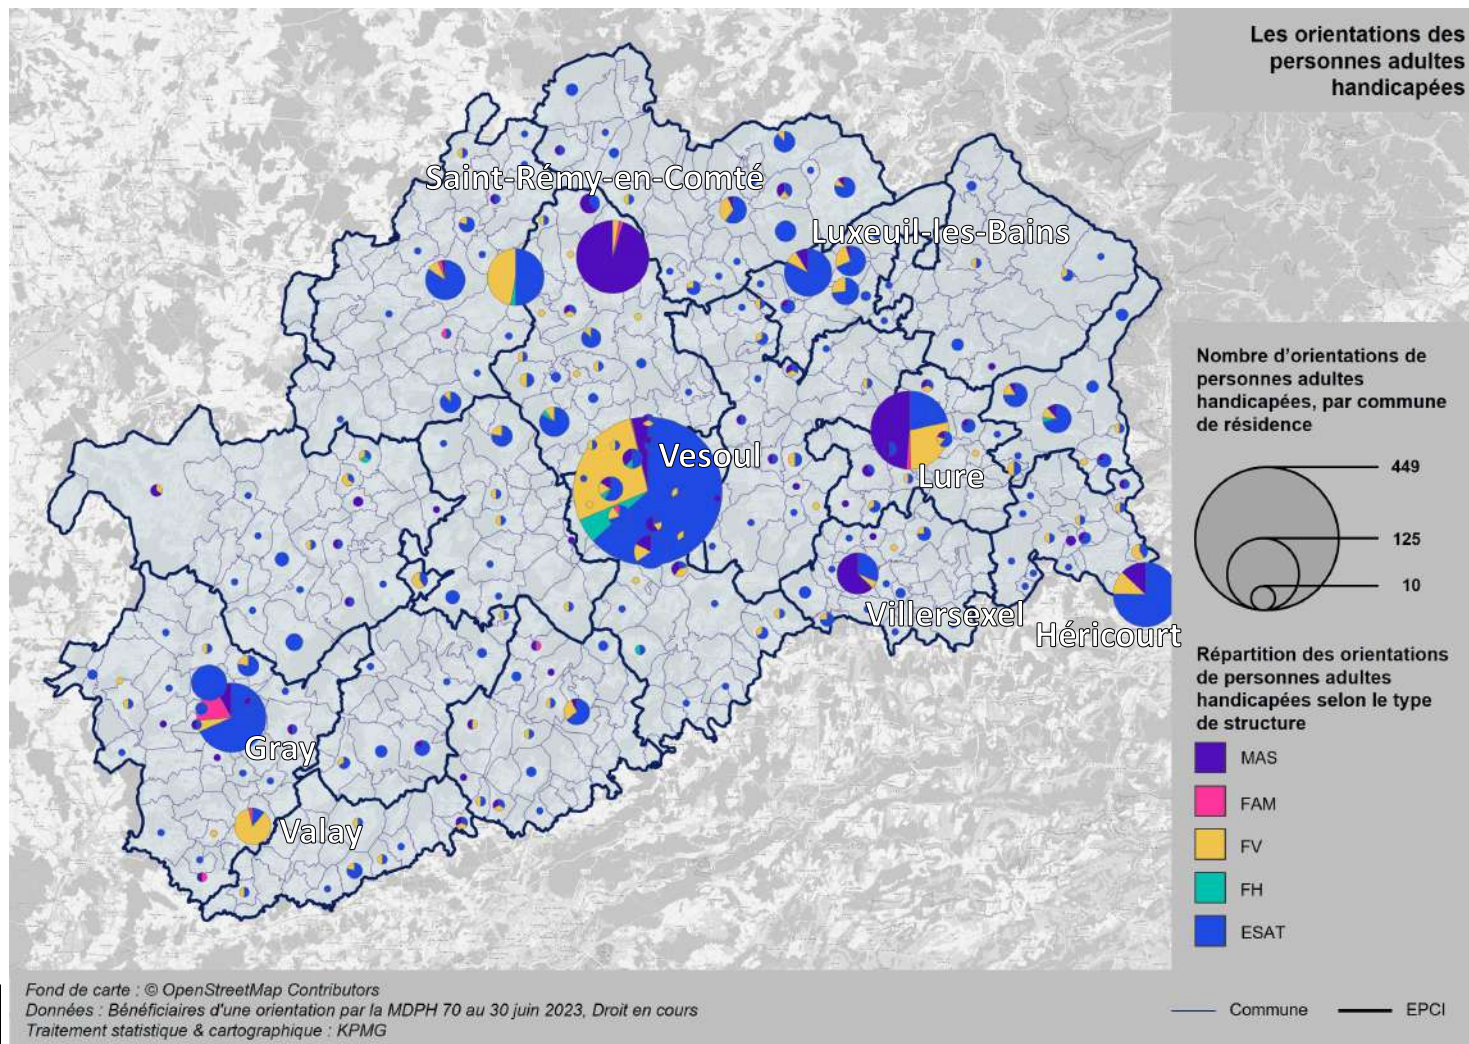 Les orientations des
personnes adultes
handicapées
Saint-Rémy-en-Comté
Luxeuil-les-Bains
Vesoul
Lure
Villersexel
Héricourt
Gray
Valay
Nombre d'orientations de
personnes adultes
handicapées, par commune
de résidence
449
125
10
Répartition des orientations
de personnes adultes
handicapées selon le type
de structure
MAS
FAM
FV
FH
ESAT
Fond de carte : © OpenStreetMap Contributors
Données : Bénéficiaires d'une orientation par la MDPH 70 au 30 juin 2023, Droit en cours
Traitement statistique & cartographique : KPMG
Commune
EPCI